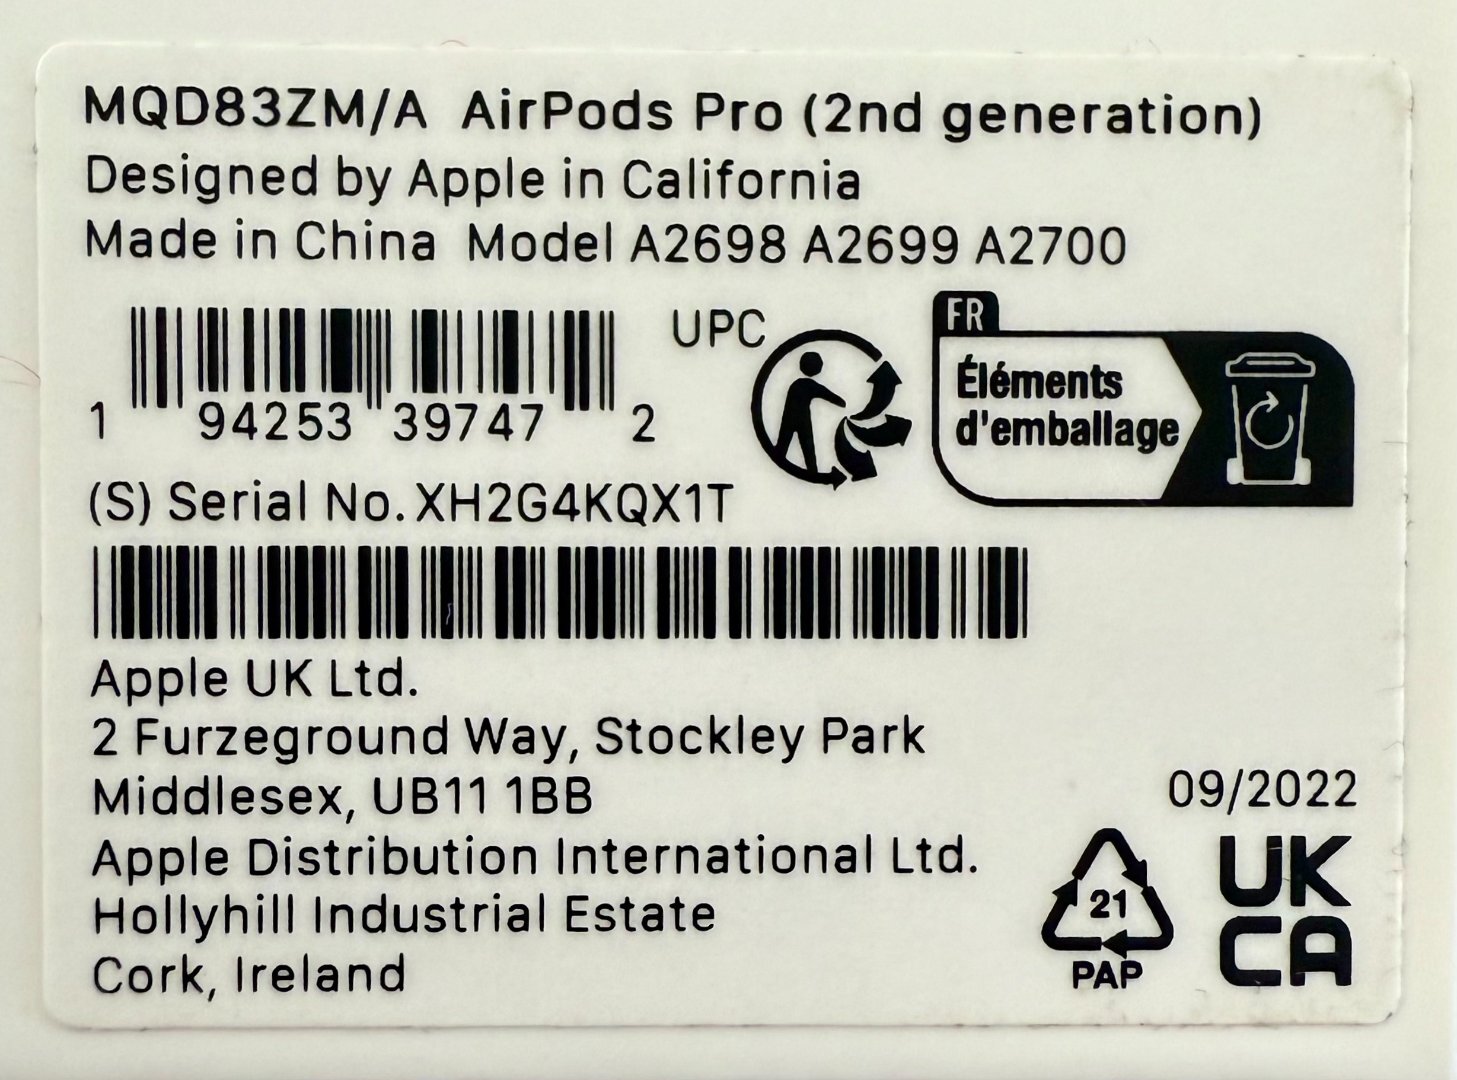 MQD83ZM/A AirPods Pro (2nd generation)
Designed by Apple in California
Made in China Model A2698 A2699 A2700
UPC
1 94253 39747 2
FR
Éléments
d'emballage
(S) Serial No. XH2G4KQX1T
Apple UK Ltd.
2 Furzeground Way, Stockley Park
Middlesex, UB11 1BB
Apple Distribution International Ltd.
Hollyhill Industrial Estate
Cork, Ireland
09/2022
21
PAP
UK
CA